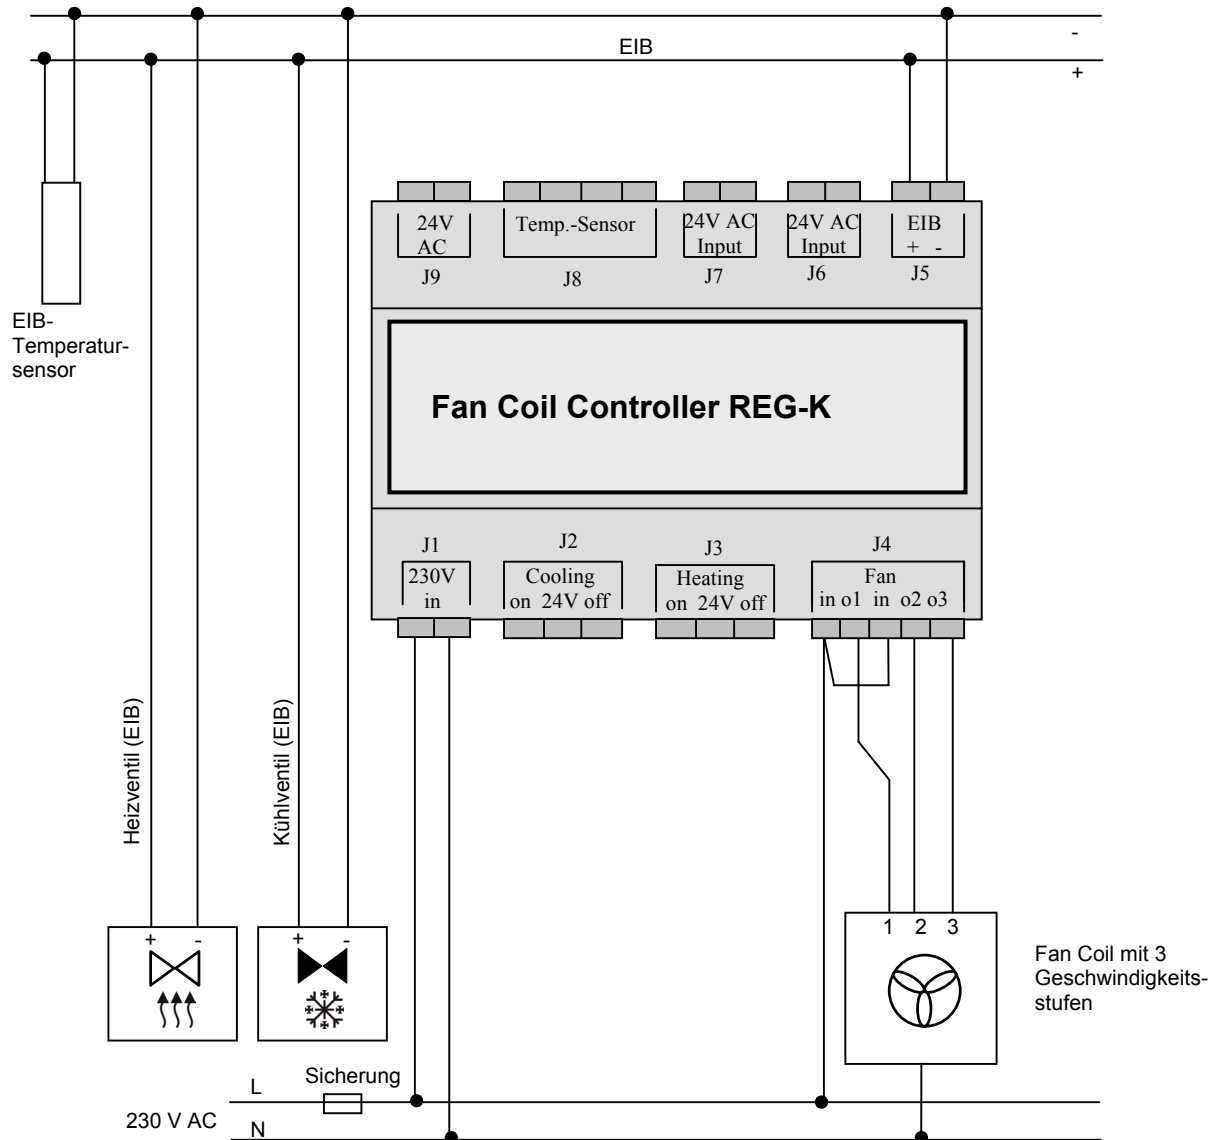 -
EIB
+
24V
AC
J9
Temp.-Sensor
J8
24V AC
Input
J7
24V AC
Input
J6
EIB
+ -
J5
EIB-
Temperatur-
sensor
Fan Coil Controller REG-K
J1
230V
in
J2
Cooling
on 24V off
J3
Heating
on 24V off
J4
Fan
in o1 in o2 o3
Heizventil (EIB)
Kühlventil (EIB)
+ -
+ -
1 2 3
Fan Coil mit 3
Geschwindigkeits-
stufen
Sicherung
L
230 V AC
N